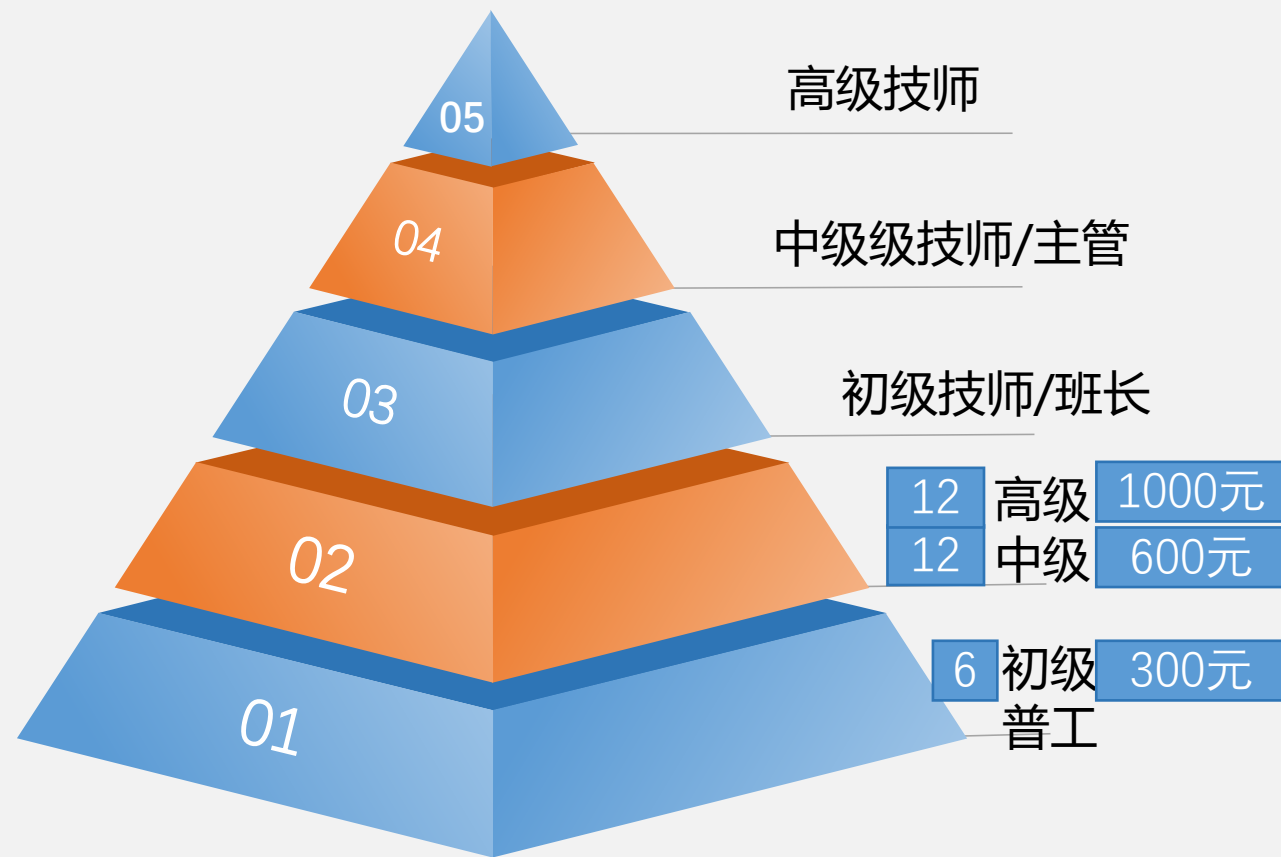 05
高级技师
04
中级级技师/主管
03
初级技师/班长
02
12 高级 1000元
12 中级 600元
01
6 初级 300元
普工